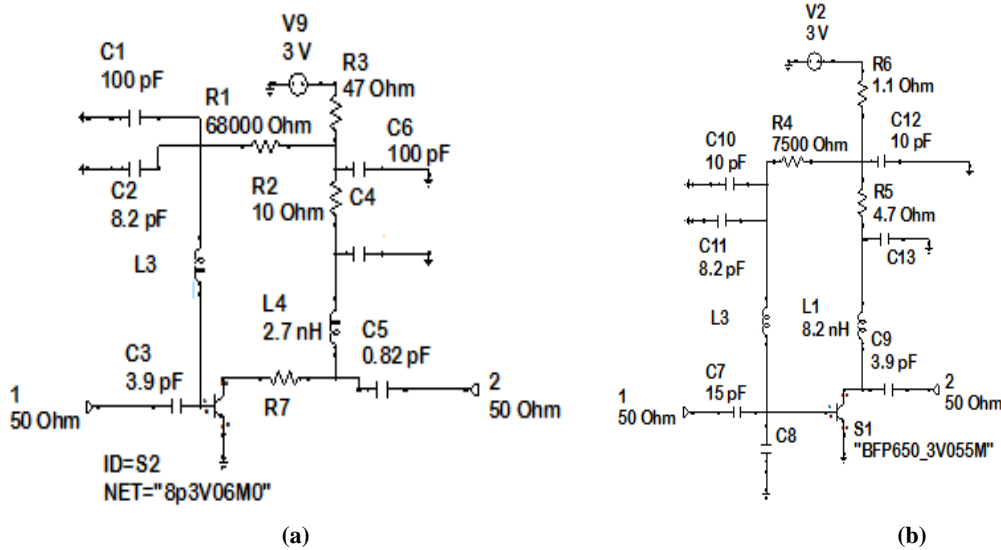 V9
3 V
C1
100 pF
R3
47 Ohm
R1
68000 Ohm
C6
100 pF
C2
8.2 pF
R2
10 Ohm
C4
L3
L4
2.7 nH
C5
0.82 pF
C3
3.9 pF
1
50 Ohm
R7
2
50 Ohm
ID=S2
NET="8p3V06M0"
(a)
V2
3 V
R6
1.1 Ohm
C10
10 pF
R4
7500 Ohm
C12
10 pF
R5
4.7 Ohm
C11
8.2 pF
C13
L3
L1
8.2 nH
C9
3.9 pF
C7
15 pF
1
50 Ohm
2
50 Ohm
C8
S1
"BFP650_3V055M"
(b)